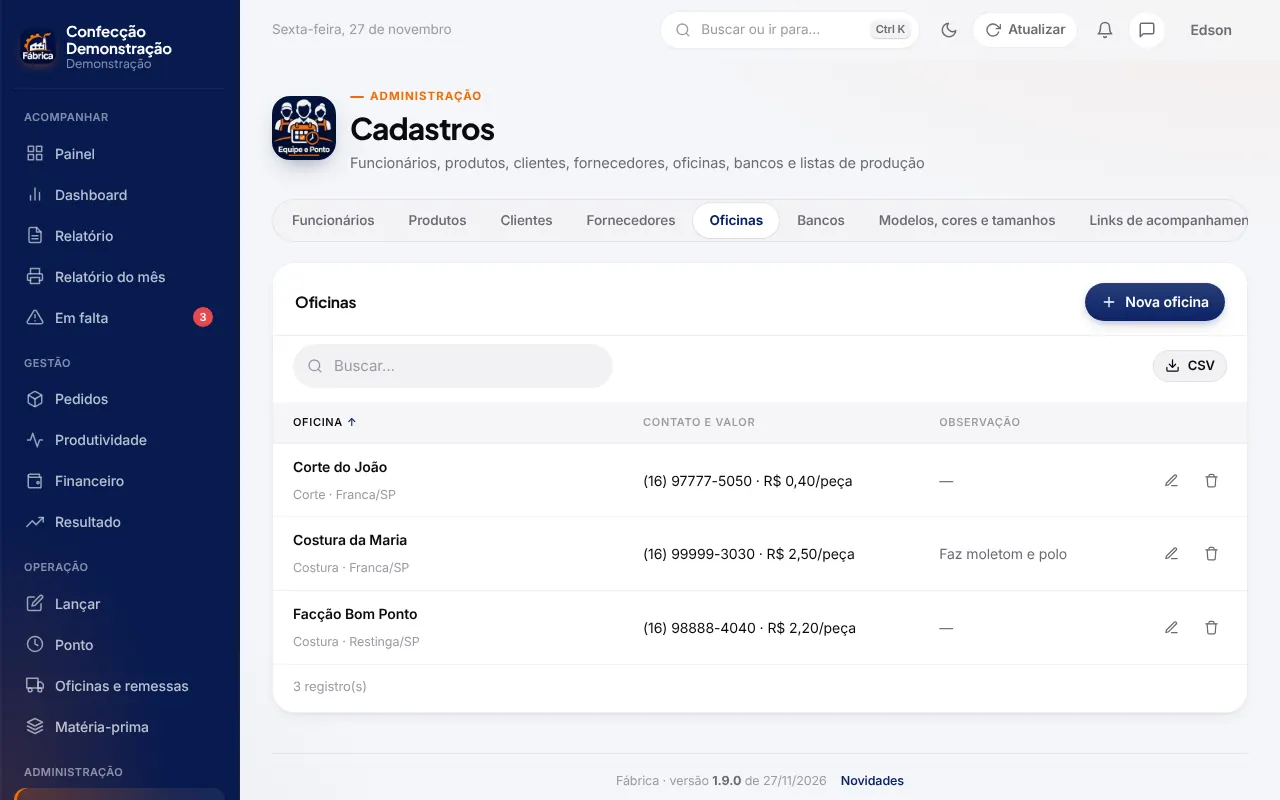 Fábrica
Confecção
Demonstração
Demonstração
ACOMPANHAR
Painel
Dashboard
Relatório
Relatório do mês
Em falta
3
GESTÃO
Pedidos
Produtividade
Financeiro
Resultado
OPERAÇÃO
Lançar
Ponto
Oficinas e remessas
Matéria-prima
ADMINISTRAÇÃO
Sexta-feira, 27 de novembro
Buscar ou ir para...
Ctrl K
Atualizar
Edson
Equipe e Ponto
— ADMINISTRAÇÃO
Cadastros
Funcionários, produtos, clientes, fornecedores, oficinas, bancos e listas de produção
Funcionários Produtos Clientes Fornecedores Oficinas Bancos Modelos, cores e tamanhos Links de acompanhamen
Oficinas
+ Nova oficina
Buscar...
CSV
OFICINA ↑ CONTATO E VALOR OBSERVAÇÃO
Corte do João
Corte · Franca/SP
(16) 97777-5050 · R$ 0,40/peça
—
Costura da Maria
Costura · Franca/SP
(16) 99999-3030 · R$ 2,50/peça
Faz moletom e polo
Facção Bom Ponto
Costura · Restinga/SP
(16) 98888-4040 · R$ 2,20/peça
—
3 registro(s)
Fábrica · versão 1.9.0 de 27/11/2026 Novidades